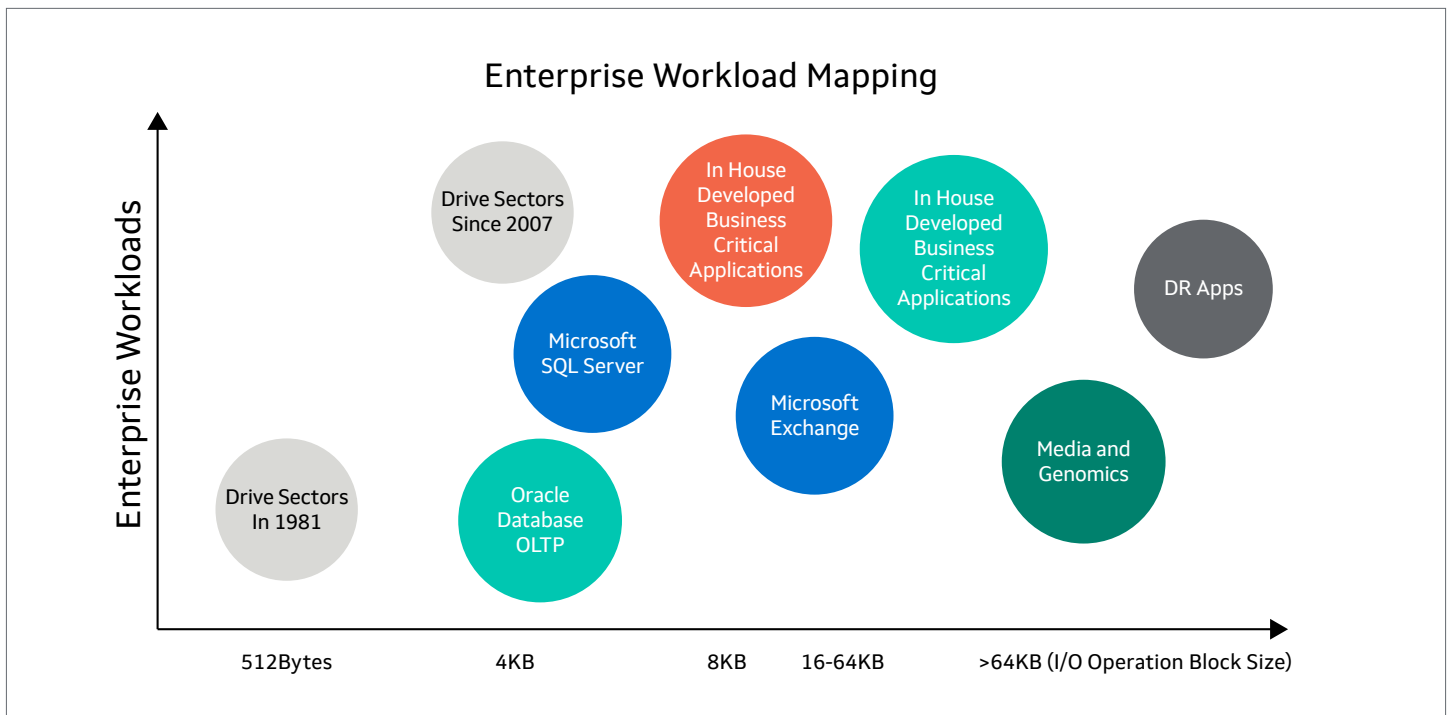 Enterprise Workload Mapping
Enterprise Workloads
Drive Sectors
Since 2007
In House
Developed
Business
Critical
Applications
In House
Developed
Business
Critical
Applications
DR Apps
Microsoft
SQL Server
Microsoft
Exchange
Media and
Genomics
Drive Sectors
In 1981
Oracle
Database
OLTP
512Bytes
4KB
8KB
16-64KB
>64KB (I/O Operation Block Size)